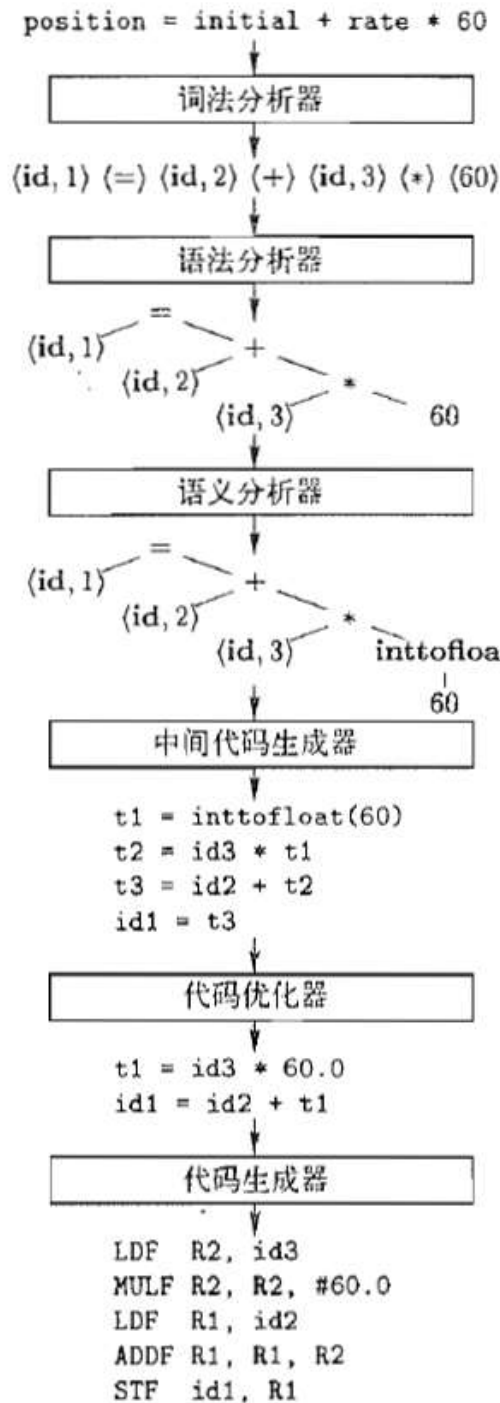 position = initial + rate * 60
词法分析器
⟨id, 1⟩ ⟨=⟩ ⟨id, 2⟩ ⟨+⟩ ⟨id, 3⟩ ⟨*⟩ ⟨60⟩
语法分析器
=
⟨id, 1⟩ +
⟨id, 2⟩ *
⟨id, 3⟩ 60
语义分析器
=
⟨id, 1⟩ +
⟨id, 2⟩ *
⟨id, 3⟩ inttofloa
60
中间代码生成器
t1 = inttofloat(60)
t2 = id3 * t1
t3 = id2 + t2
id1 = t3
代码优化器
t1 = id3 * 60.0
id1 = id2 + t1
代码生成器
LDF R2, id3
MULF R2, R2, #60.0
LDF R1, id2
ADDF R1, R1, R2
STF id1, R1